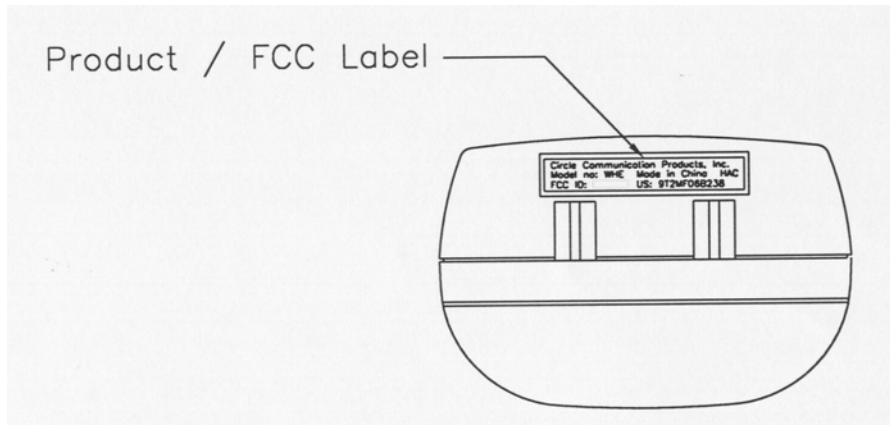 Product / FCC Label
Circle Communication Products, Inc.
Model no: WHE Made in China HAC
FCC ID: US: 9T2MF06B238